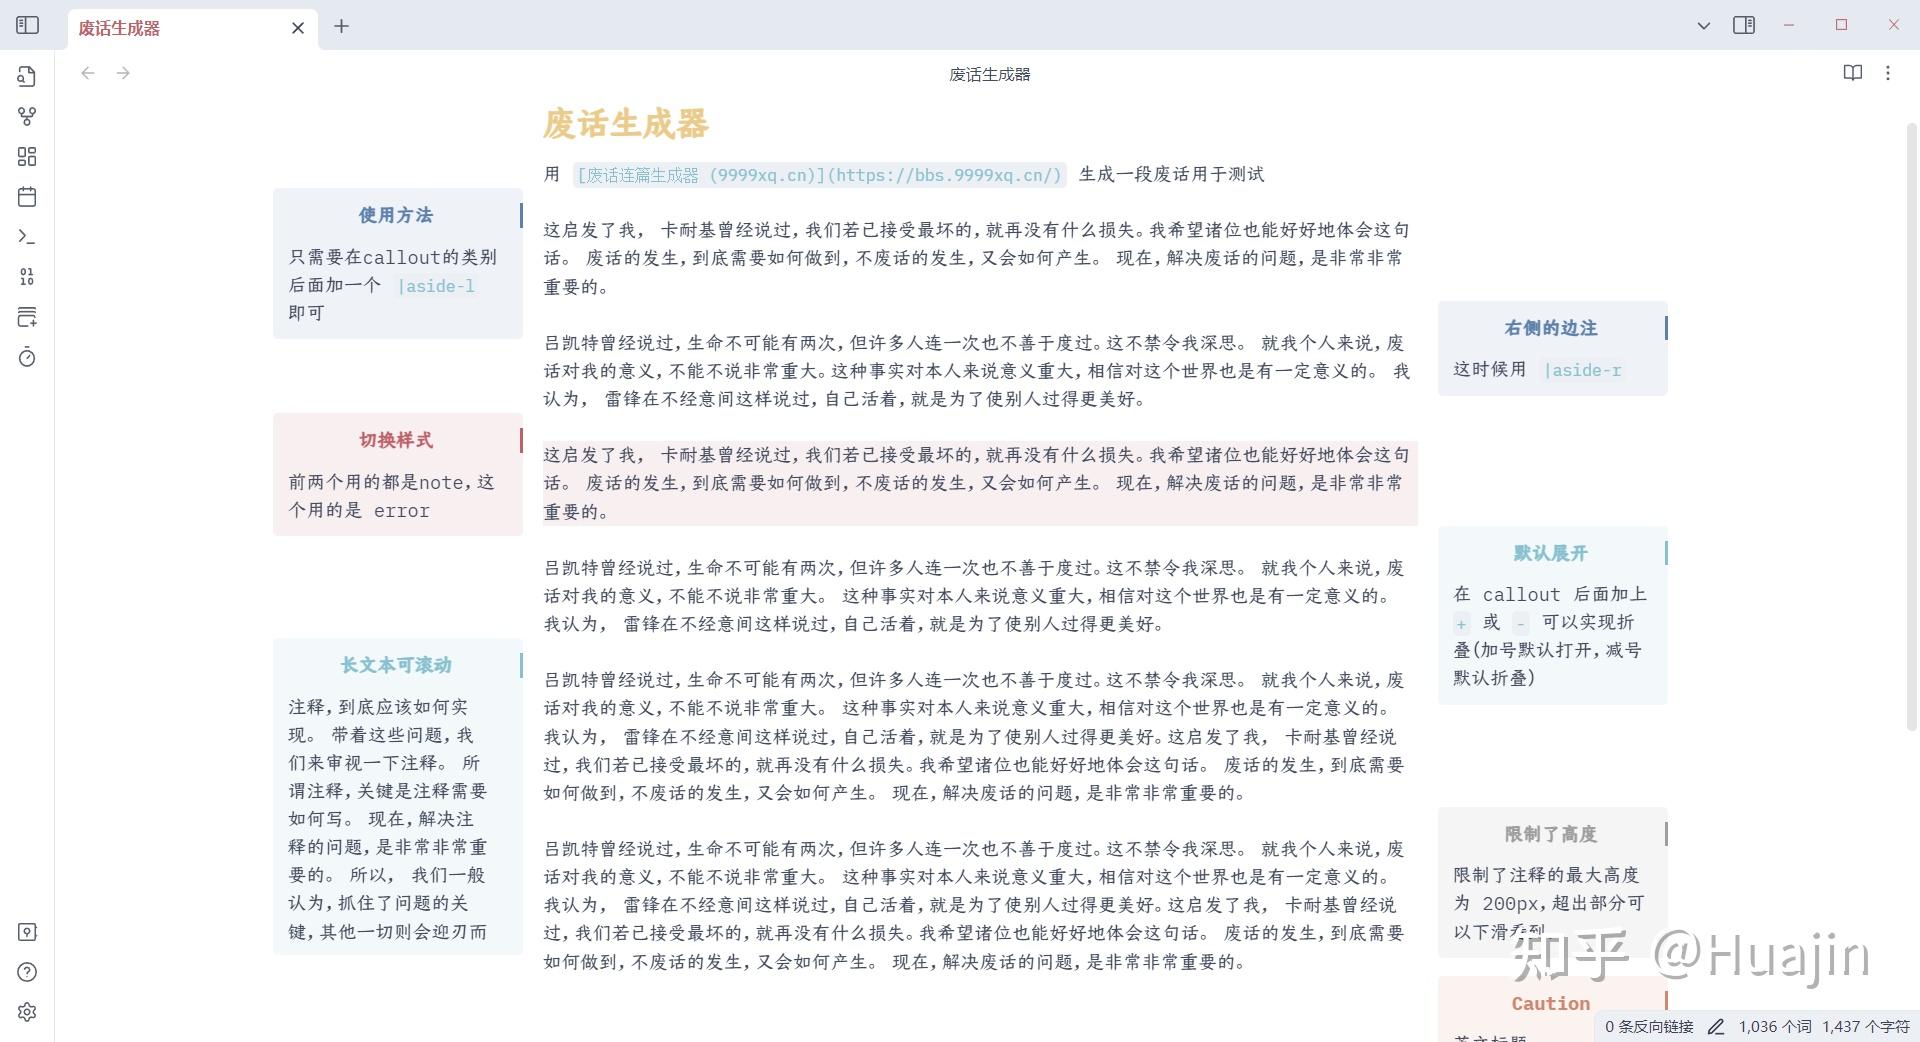 废话生成器
废话生成器
废话生成器
用 [废话连篇生成器 (9999xq.cn)](https://bbs.9999xq.cn/) 生成一段废话用于测试
使用方法
只需要在callout的类别
后面加一个 |aside-l
即可
这启发了我， 卡耐基曾经说过，我们若已接受最坏的，就再没有什么损失。我希望诸位也能好好地体会这句
话。 废话的发生，到底需要如何做到，不废话的发生，又会如何产生。 现在，解决废话的问题，是非常非常
重要的。
右侧的边注
这时候用 |aside-r
吕凯特曾经说过，生命不可能有两次，但许多人连一次也不善于度过。这不禁令我深思。 就我个人来说，废
话对我的意义，不能不说非常重大。这种事实对本人来说意义重大，相信对这个世界也是有一定意义的。 我
认为， 雷锋在不经意间这样说过，自己活着，就是为了使别人过得更美好。
切换样式
前两个用的都是note，这
个用的是 error
这启发了我， 卡耐基曾经说过，我们若已接受最坏的，就再没有什么损失。我希望诸位也能好好地体会这句
话。 废话的发生，到底需要如何做到，不废话的发生，又会如何产生。 现在，解决废话的问题，是非常非常
重要的。
默认展开
在 callout 后面加上
+ 或 - 可以实现折
叠(加号默认打开，减号
默认折叠)
吕凯特曾经说过，生命不可能有两次，但许多人连一次也不善于度过。这不禁令我深思。 就我个人来说，废
话对我的意义，不能不说非常重大。 这种事实对本人来说意义重大，相信对这个世界也是有一定意义的。
我认为， 雷锋在不经意间这样说过，自己活着，就是为了使别人过得更美好。
长文本可滚动
注释，到底应该如何实
现。 带着这些问题，我
们来审视一下注释。 所
谓注释，关键是注释需要
如何写。 现在，解决注
释的问题，是非常非常重
要的。 所以， 我们一般
认为，抓住了问题的关
键，其他一切则会迎刃而
吕凯特曾经说过，生命不可能有两次，但许多人连一次也不善于度过。这不禁令我深思。 就我个人来说，废
话对我的意义，不能不说非常重大。 这种事实对本人来说意义重大，相信对这个世界也是有一定意义的。
我认为， 雷锋在不经意间这样说过，自己活着，就是为了使别人过得更美好。这启发了我， 卡耐基曾经说
过，我们若已接受最坏的，就再没有什么损失。我希望诸位也能好好地体会这句话。 废话的发生，到底需要
如何做到，不废话的发生，又会如何产生。 现在，解决废话的问题，是非常非常重要的。
限制了高度
限制了注释的最大高度
为 200px，超出部分可
以下滑看到
吕凯特曾经说过，生命不可能有两次，但许多人连一次也不善于度过。这不禁令我深思。 就我个人来说，废
话对我的意义，不能不说非常重大。 这种事实对本人来说意义重大，相信对这个世界也是有一定意义的。
我认为， 雷锋在不经意间这样说过，自己活着，就是为了使别人过得更美好。这启发了我， 卡耐基曾经说
过，我们若已接受最坏的，就再没有什么损失。我希望诸位也能好好地体会这句话。 废话的发生，到底需要
如何做到，不废话的发生，又会如何产生。 现在，解决废话的问题，是非常非常重要的。
知乎 @Huajin
Caution
0 条反向链接 1,036 个词 1,437 个字符